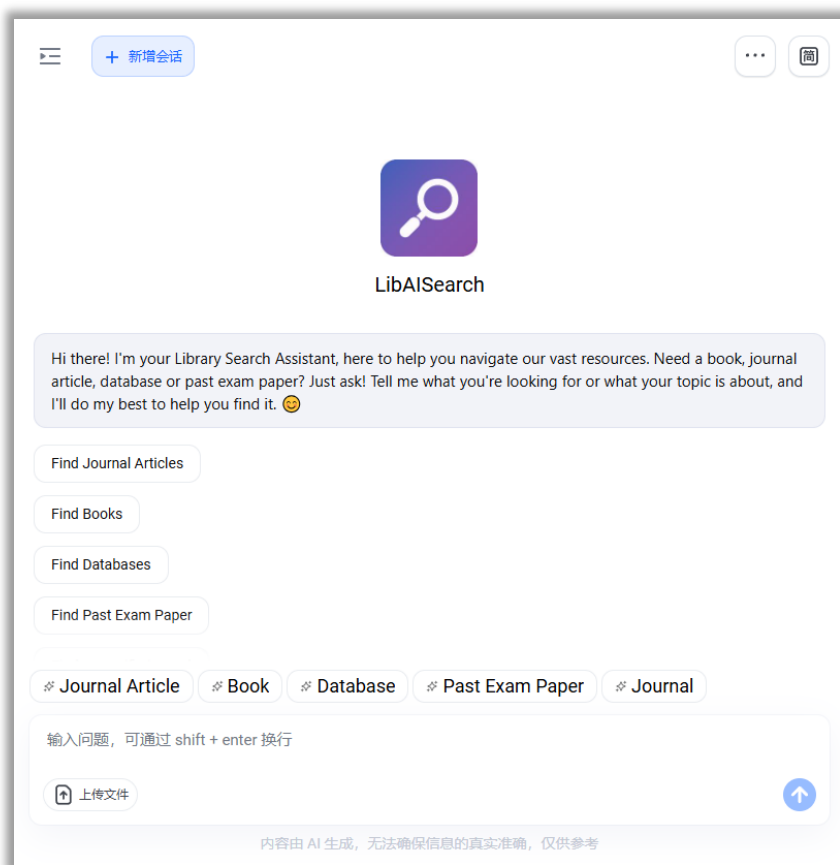 新增会话
简
LibAISearch
Hi there! I'm your Library Search Assistant, here to help you navigate our vast resources. Need a book, journal
article, database or past exam paper? Just ask! Tell me what you're looking for or what your topic is about, and
I'll do my best to help you find it. 😊
Find Journal Articles
Find Books
Find Databases
Find Past Exam Paper
Journal Article Book Database Past Exam Paper Journal
输入问题，可通过 shift + enter 换行
上传文件
内容由 AI 生成，无法确保信息的真实准确，仅供参考